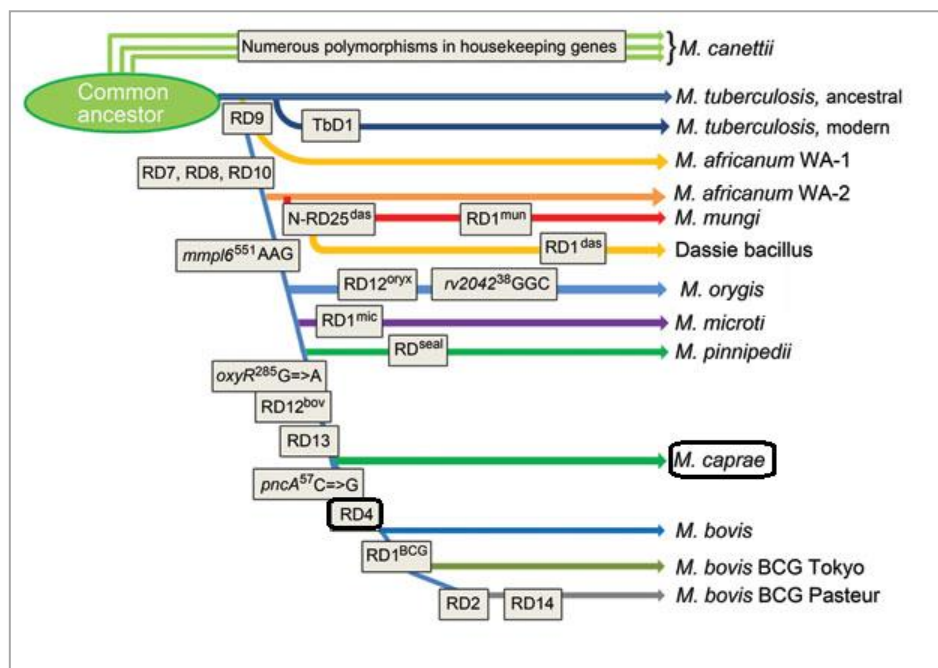 Numerous polymorphisms in housekeeping genes
M. canettii
Common
ancestor
M. tuberculosis, ancestral
RD9
TbD1
M. tuberculosis, modern
M. africanum WA-1
RD7, RD8, RD10
M. africanum WA-2
N-RD25das
RD1mun
M. mungi
mmpl6551AAG
RD1das
Dassie bacillus
RD12oryx
rv204238GGC
M. orygis
RD1mic
M. microti
RDseal
M. pinnipedii
oxyR285G=>A
RD12bov
RD13
M. caprae
pncA57C=>G
RD4
M. bovis
RD1BCG
M. bovis BCG Tokyo
RD2
RD14
M. bovis BCG Pasteur